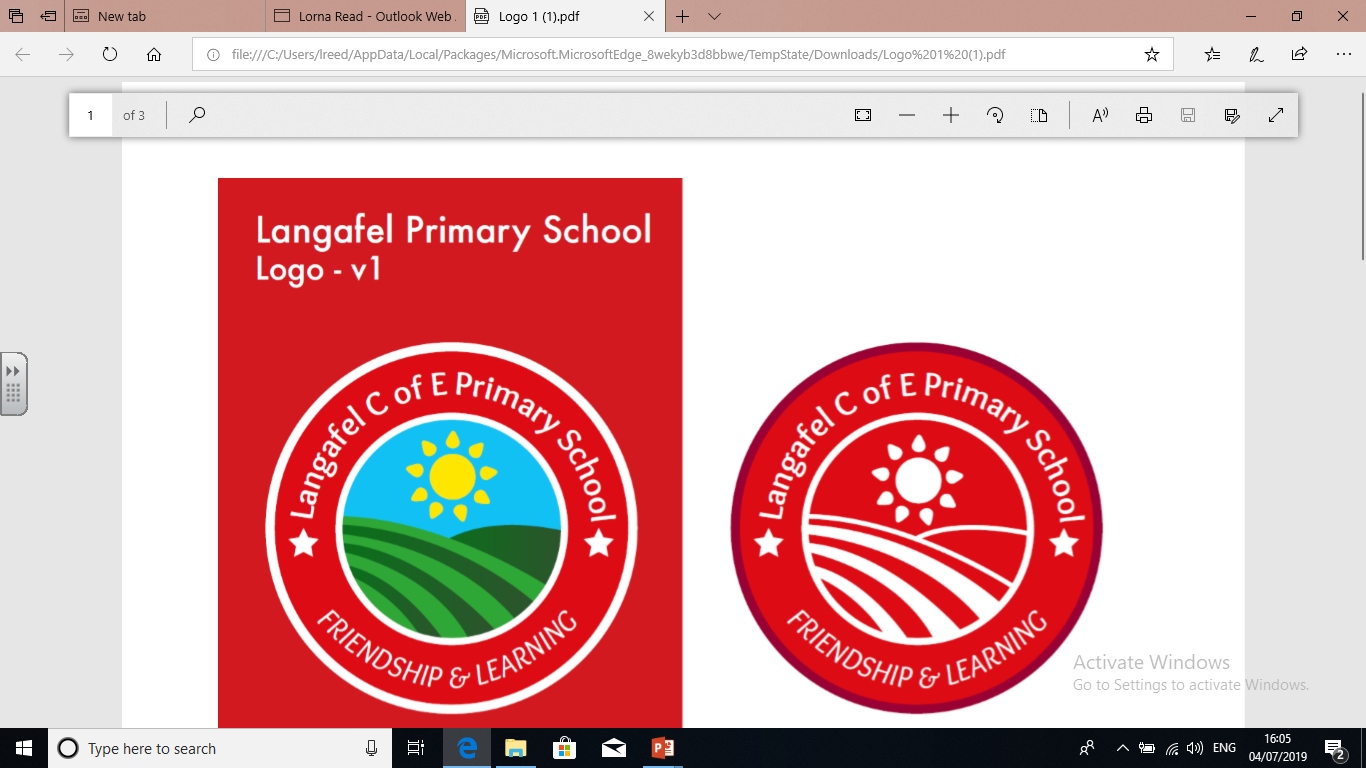 New tab
Lorna Read - Outlook Web
Logo 1 (1).pdf
file:///C:/Users/lreed/AppData/Local/Packages/Microsoft.MicrosoftEdge_8wekyb3d8bbwe/TempState/Downloads/Logo%201%20(1).pdf
1 of 3
Langafel Primary School
Logo - v1
Langafel C of E Primary School
FRIENDSHIP & LEARNING
Langafel C of E Primary School
FRIENDSHIP & LEARNING
Activate Windows
Go to Settings to activate Windows.
Type here to search
ENG
16:05
04/07/2019
2